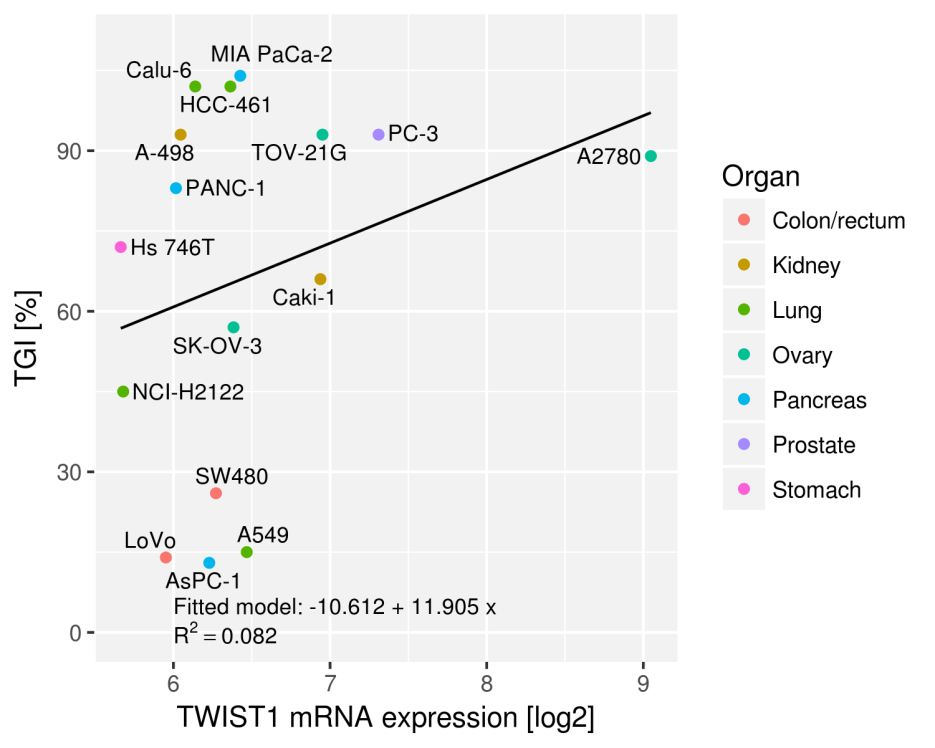 MIA PaCa-2
Calu-6
HCC-461
A-498
TOV-21G
PC-3
A2780
PANC-1
Hs 746T
Caki-1
SK-OV-3
NCI-H2122
SW480
LoVo
A549
AsPC-1
Fitted model: -10.612 + 11.905 x
R² = 0.082
90
60
30
0
6
7
8
9
TGI [%]
TWIST1 mRNA expression [log2]
Organ
Colon/rectum
Kidney
Lung
Ovary
Pancreas
Prostate
Stomach